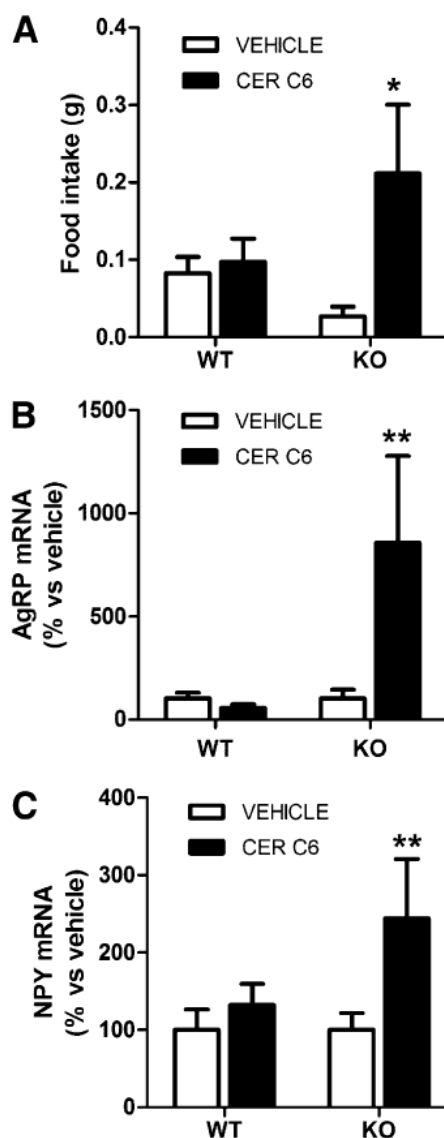 A
VEHICLE
CER C6
Food intake (g)
0.4
0.3
0.2
0.1
0.0
*
WT
KO
B
VEHICLE
CER C6
AgRP mRNA
(% vs vehicle)
1500
1000
500
0
**
WT
KO
C
VEHICLE
CER C6
NPY mRNA
(% vs vehicle)
400
300
200
100
0
**
WT
KO